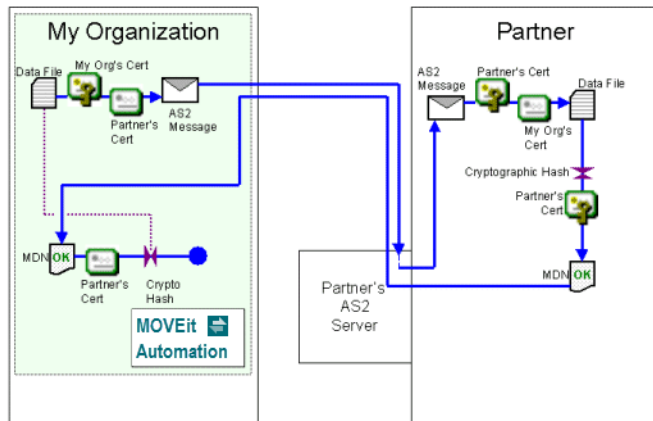 My Organization
Data File
My Org's Cert
Partner's
Cert
AS2
Message
MDN
OK
Partner's
Cert
Crypto
Hash
MOVEit
Automation
Partner's
AS2
Server
Partner
AS2
Message
Partner's Cert
My Org's
Cert
Data File
Cryptographic Hash
Partner's
Cert
MDN
OK